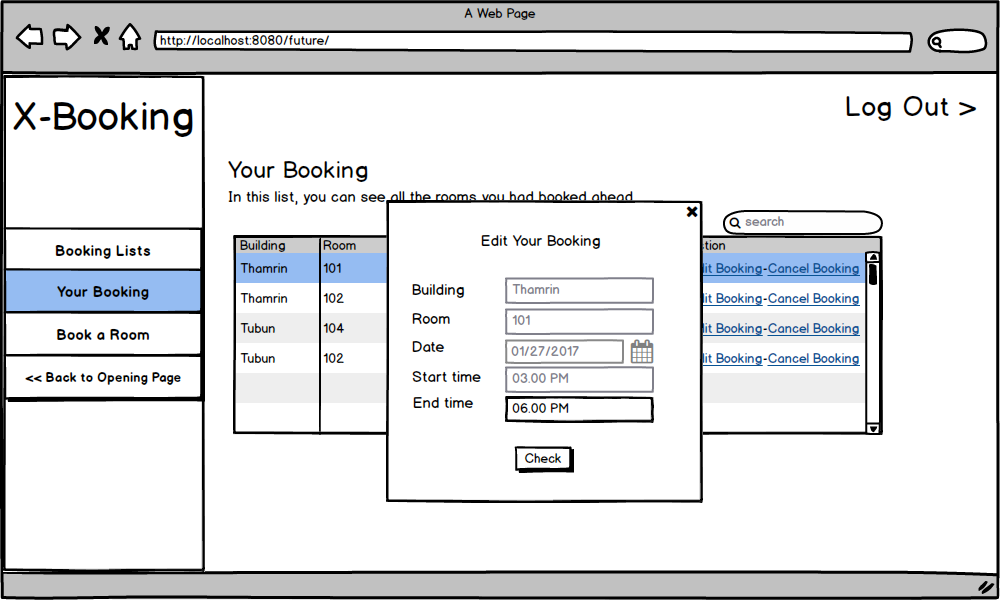 A Web Page
http://localhost:8080/future/
X-Booking
Log Out >
Your Booking
In this list, you can see all the rooms you had booked ahead
search
Booking Lists
Your Booking
Book a Room
<< Back to Opening Page
Building Room tion
Thamrin 101 it Booking-Cancel Booking
Thamrin 102 it Booking-Cancel Booking
Tubun 104 it Booking-Cancel Booking
Tubun 102 it Booking-Cancel Booking
Edit Your Booking
Building Thamrin
Room 101
Date 01/27/2017
Start time 03.00 PM
End time 06.00 PM
Check